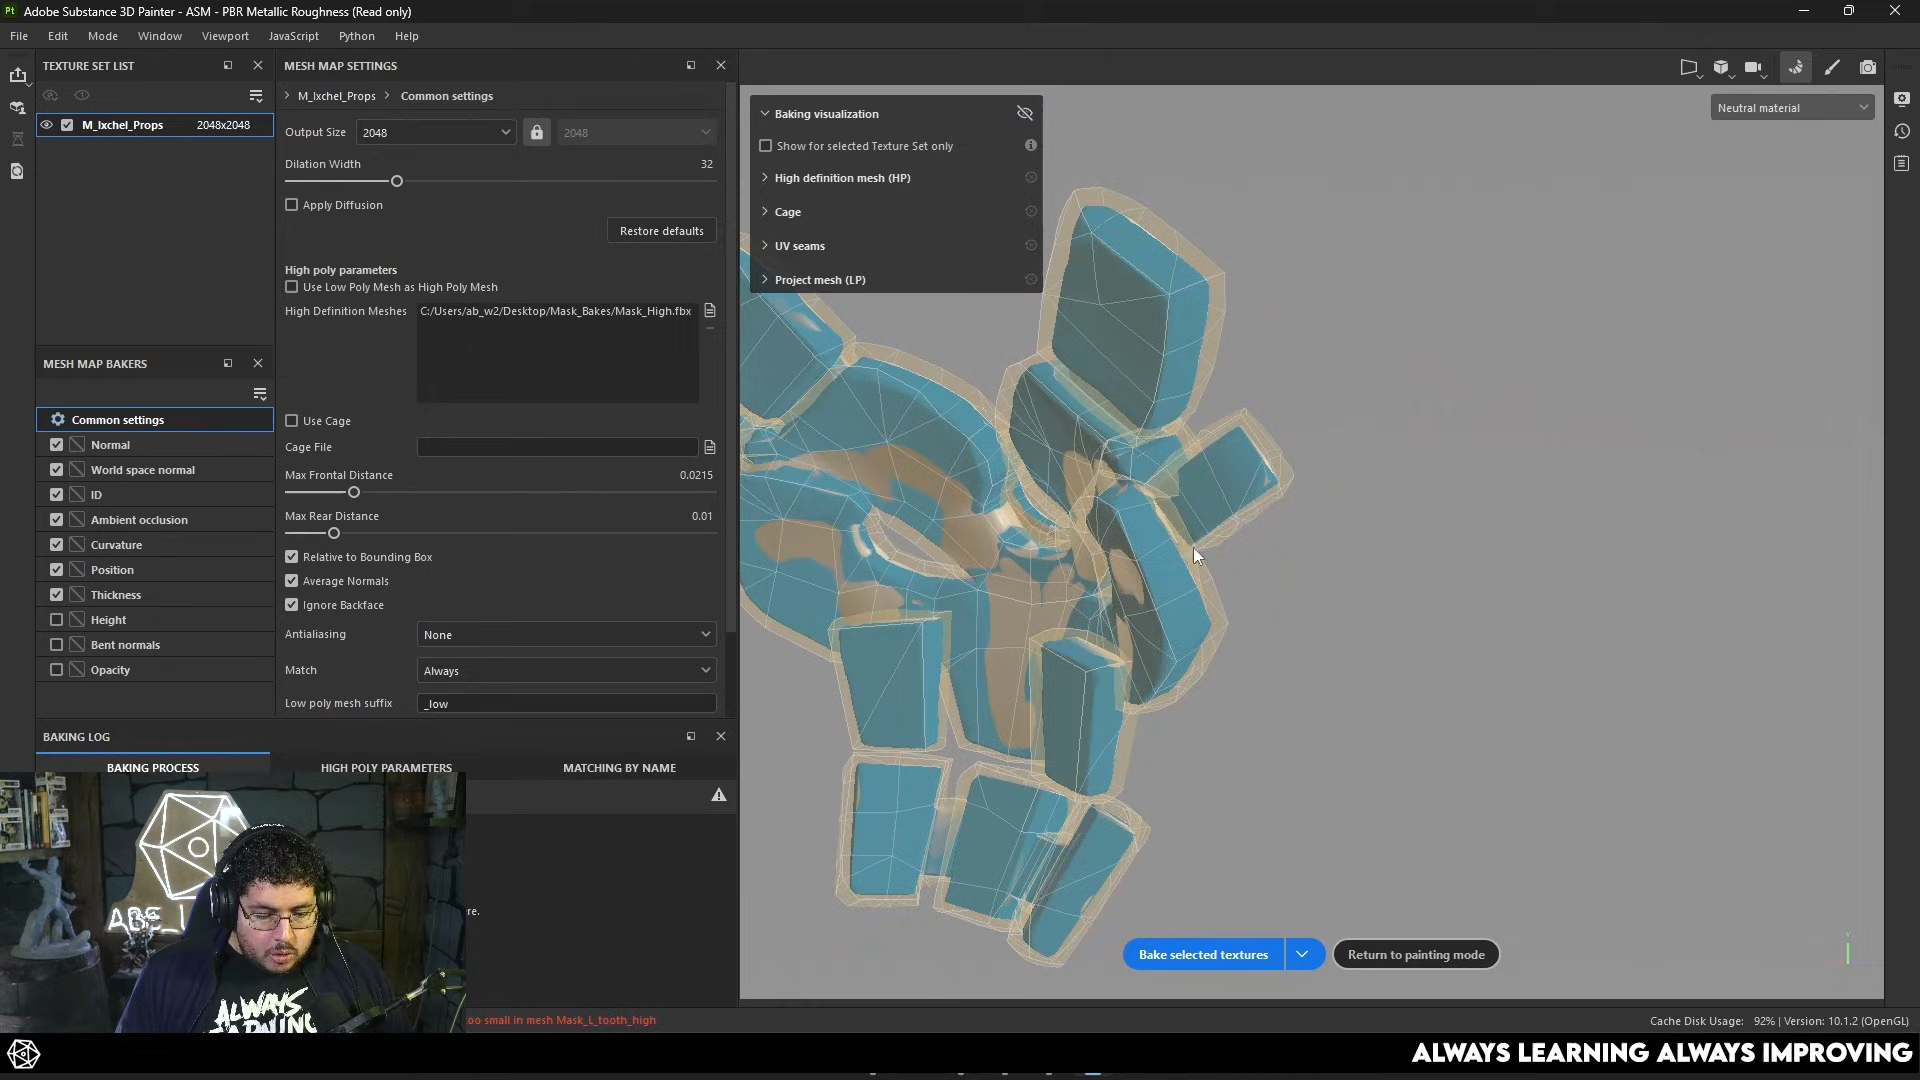 Pt Adobe Substance 3D Painter - ASM - PBR Metallic Roughness (Read only)
File Edit Mode Window Viewport JavaScript Python Help
TEXTURE SET LIST
M_Ixchel_Props 2048x2048
MESH MAP BAKERS
Common settings
Normal
World space normal
ID
Ambient occlusion
Curvature
Position
Thickness
Height
Bent normals
Opacity
MESH MAP SETTINGS
M_Ixchel_Props > Common settings
Output Size 2048 2048
Dilation Width 32
Apply Diffusion
Restore defaults
High poly parameters
Use Low Poly Mesh as High Poly Mesh
High Definition Meshes C:/Users/ab_w2/Desktop/Mask_Bakes/Mask_High.fbx
Use Cage
Cage File
Max Frontal Distance 0.0215
Max Rear Distance 0.01
Relative to Bounding Box
Average Normals
Ignore Backface
Antialiasing None
Match Always
Low poly mesh suffix _low
BAKING LOG
BAKING PROCESS HIGH POLY PARAMETERS MATCHING BY NAME
re.
Baking visualization
Show for selected Texture Set only
High definition mesh (HP)
Cage
UV seams
Project mesh (LP)
Neutral material
Bake selected textures
Return to painting mode
too small in mesh Mask_L_tooth_high
Cache Disk Usage: 92% | Version: 10.1.2 (OpenGL)
ALWAYS
ALWAYS LEARNING ALWAYS IMPROVING